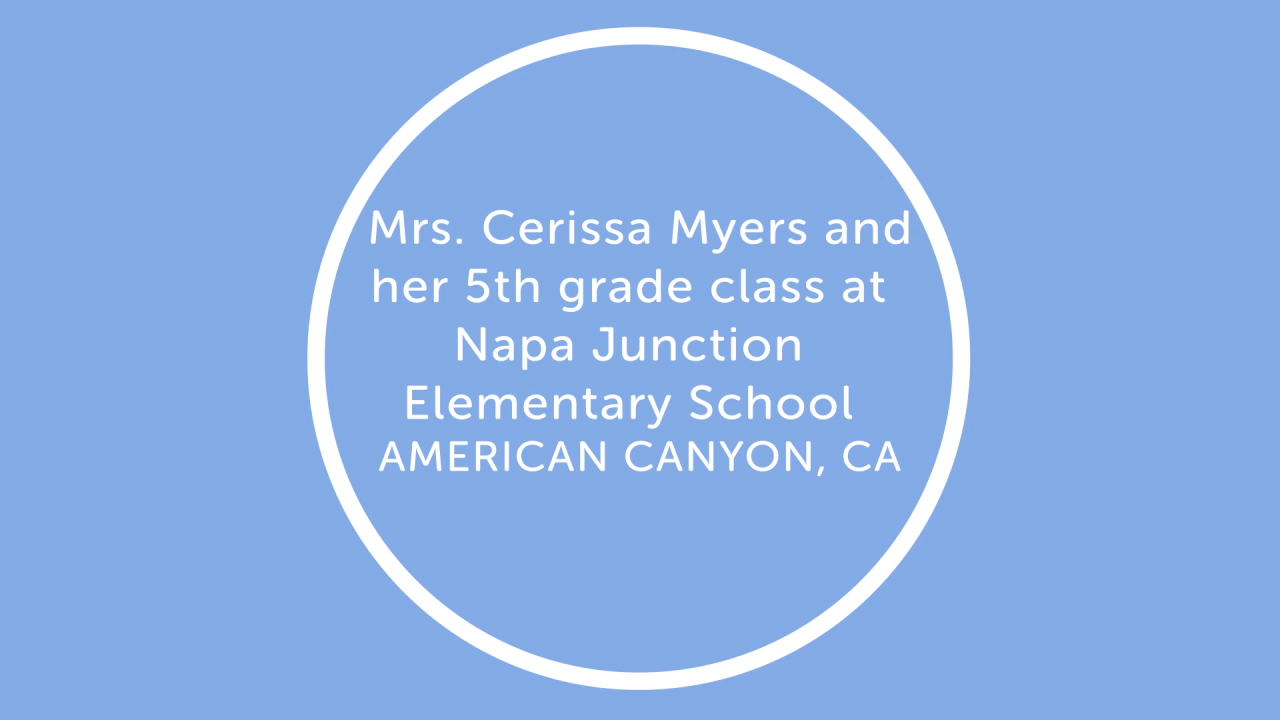 Mrs. Cerissa Myers and
her 5th grade class at
Napa Junction
Elementary School
AMERICAN CANYON, CA